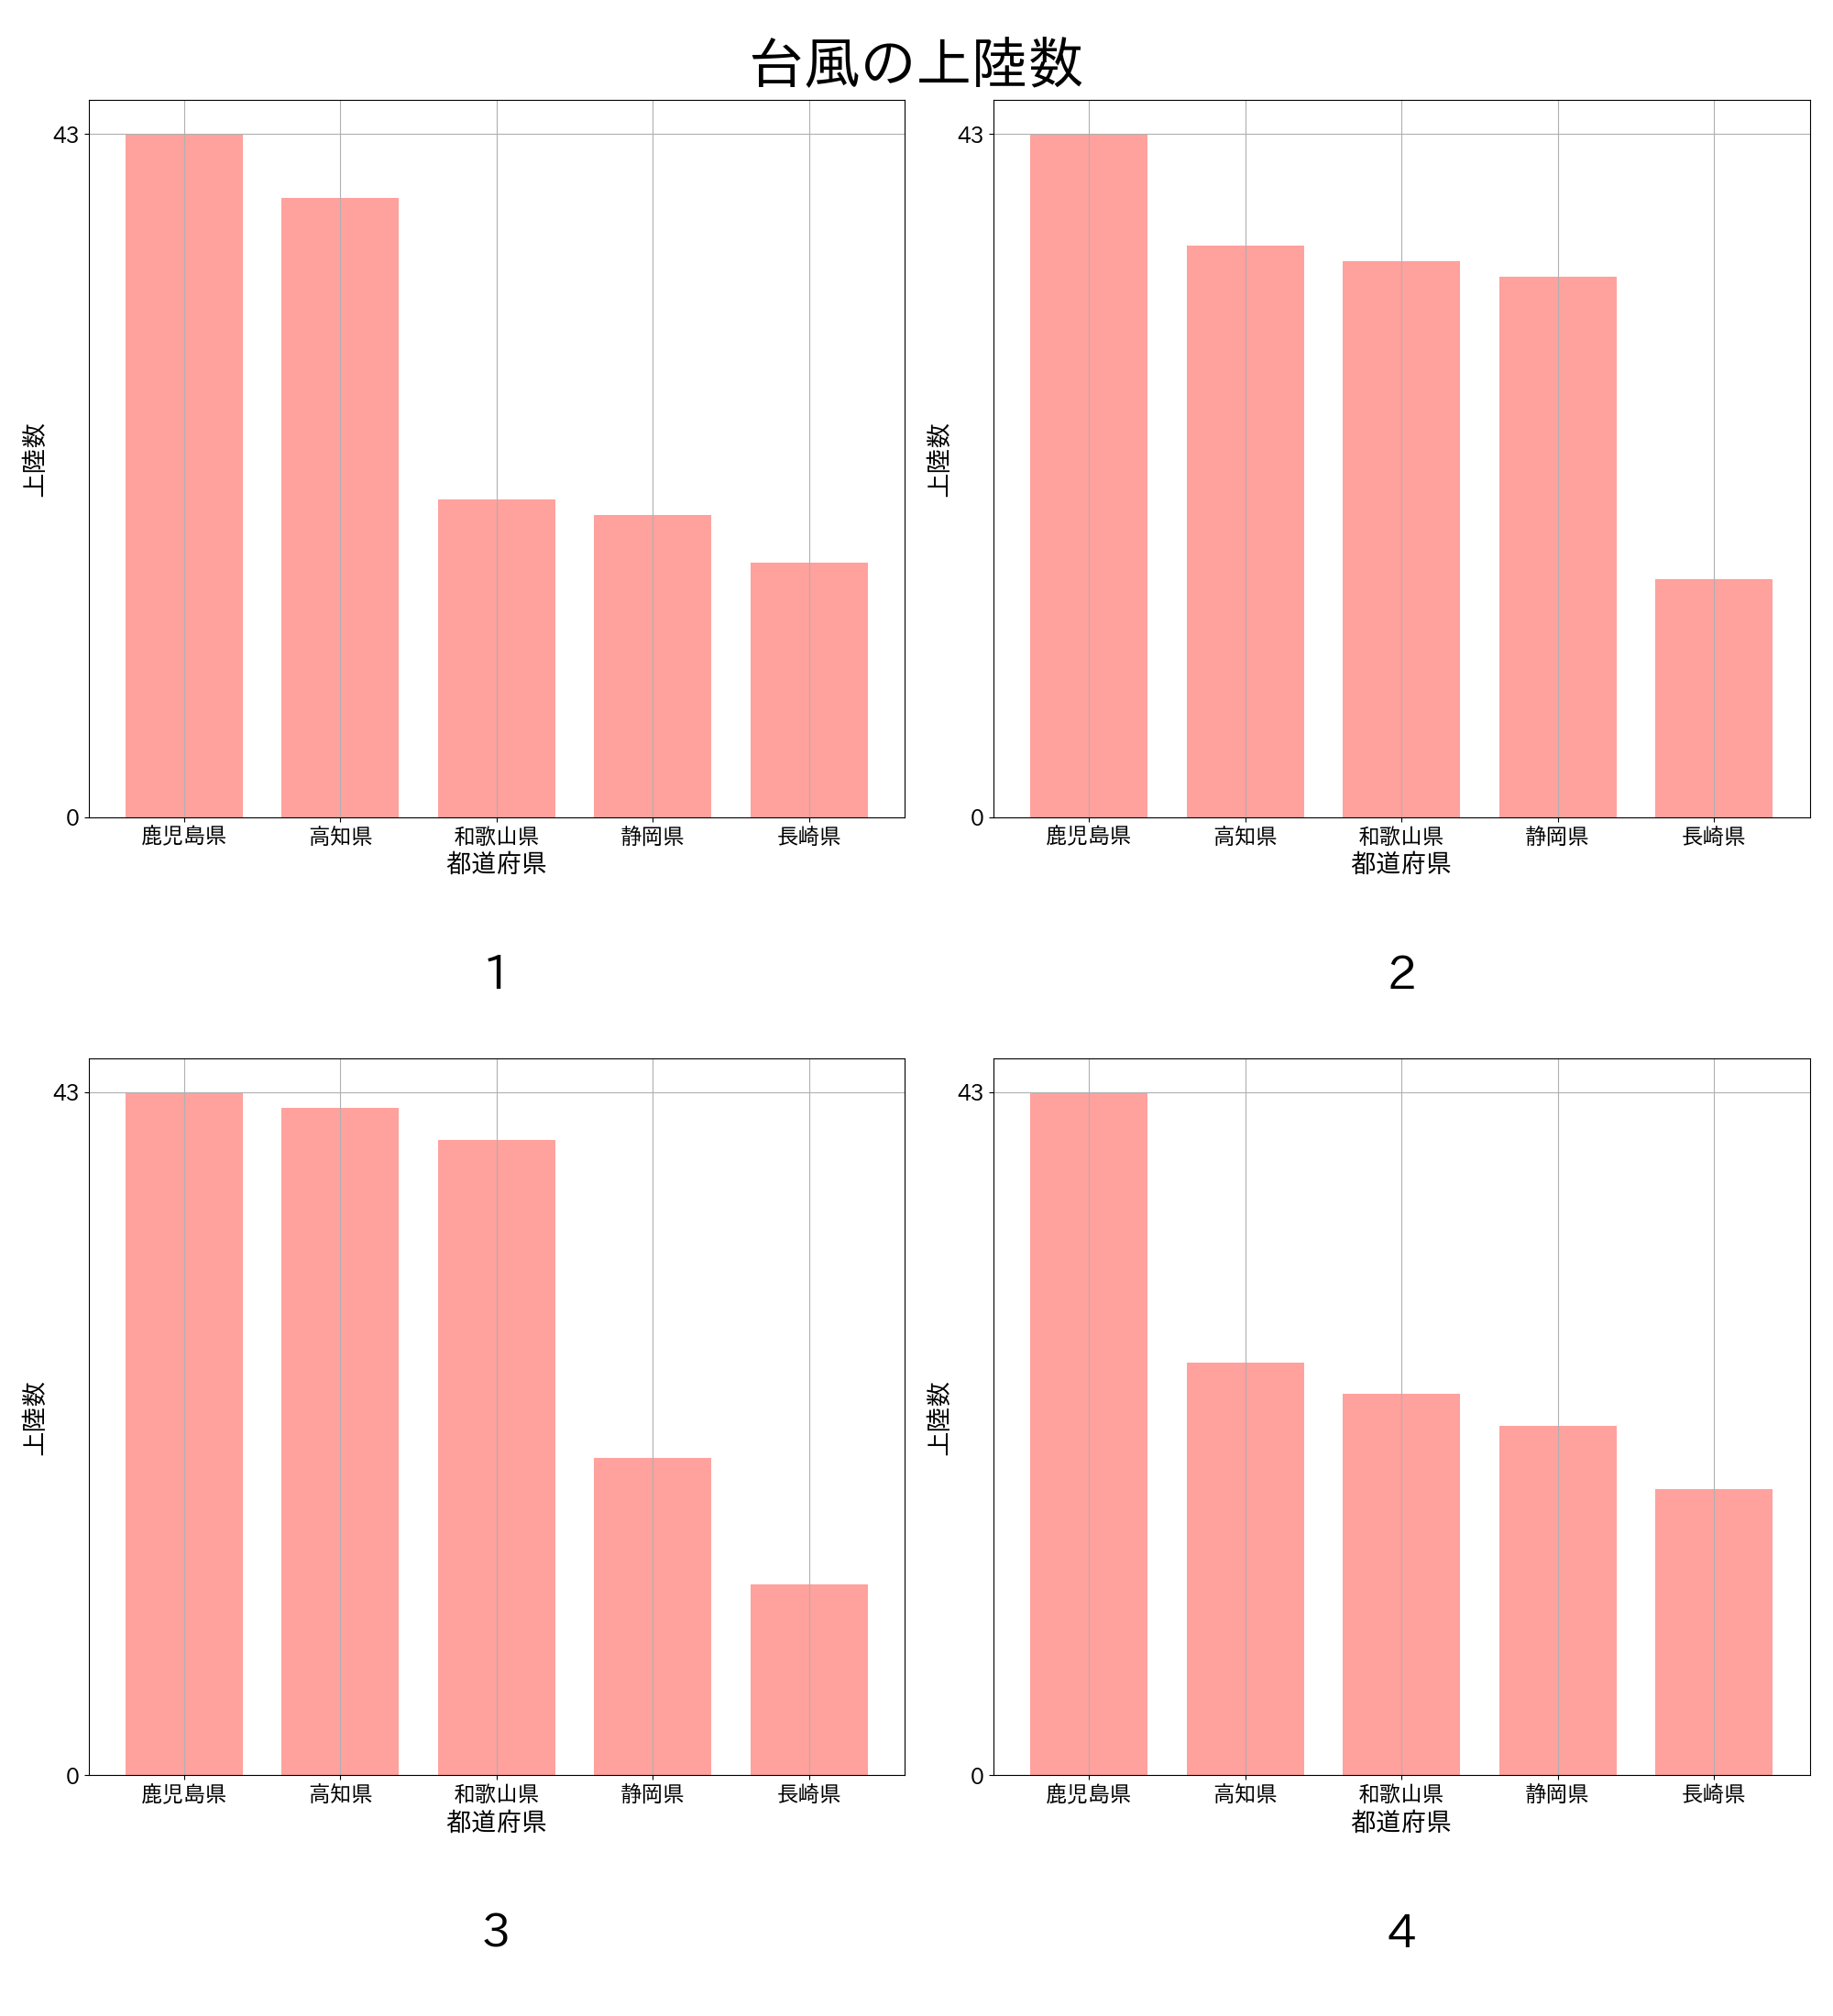 台風の上陸数
43
0
上陸数
鹿児島県 高知県 和歌山県 静岡県 長崎県
都道府県
1
43
0
上陸数
鹿児島県 高知県 和歌山県 静岡県 長崎県
都道府県
2
43
0
上陸数
鹿児島県 高知県 和歌山県 静岡県 長崎県
都道府県
3
43
0
上陸数
鹿児島県 高知県 和歌山県 静岡県 長崎県
都道府県
4